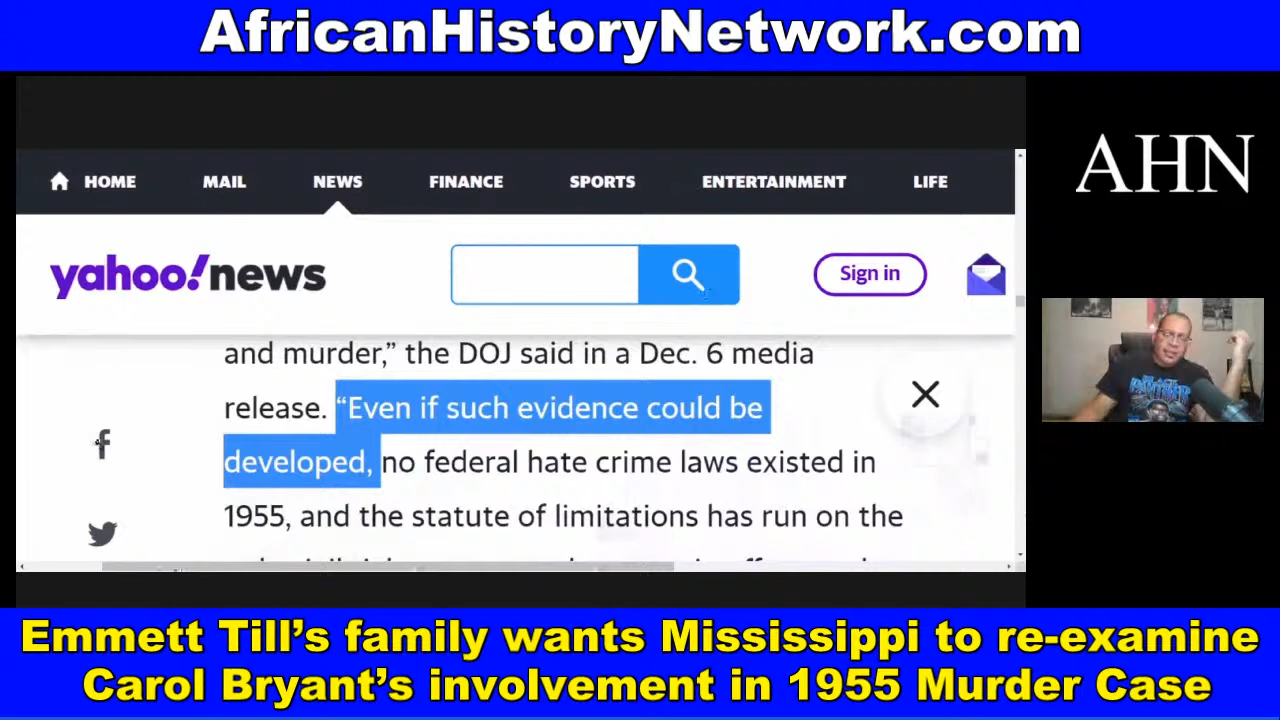 AfricanHistoryNetwork.com
AHN
HOME MAIL NEWS FINANCE SPORTS ENTERTAINMENT LIFE
yahoo!news
Sign in
and murder,” the DOJ said in a Dec. 6 media
release. “Even if such evidence could be
developed, no federal hate crime laws existed in
1955, and the statute of limitations has run on the
Emmett Till’s family wants Mississippi to re-examine
Carol Bryant’s involvement in 1955 Murder Case